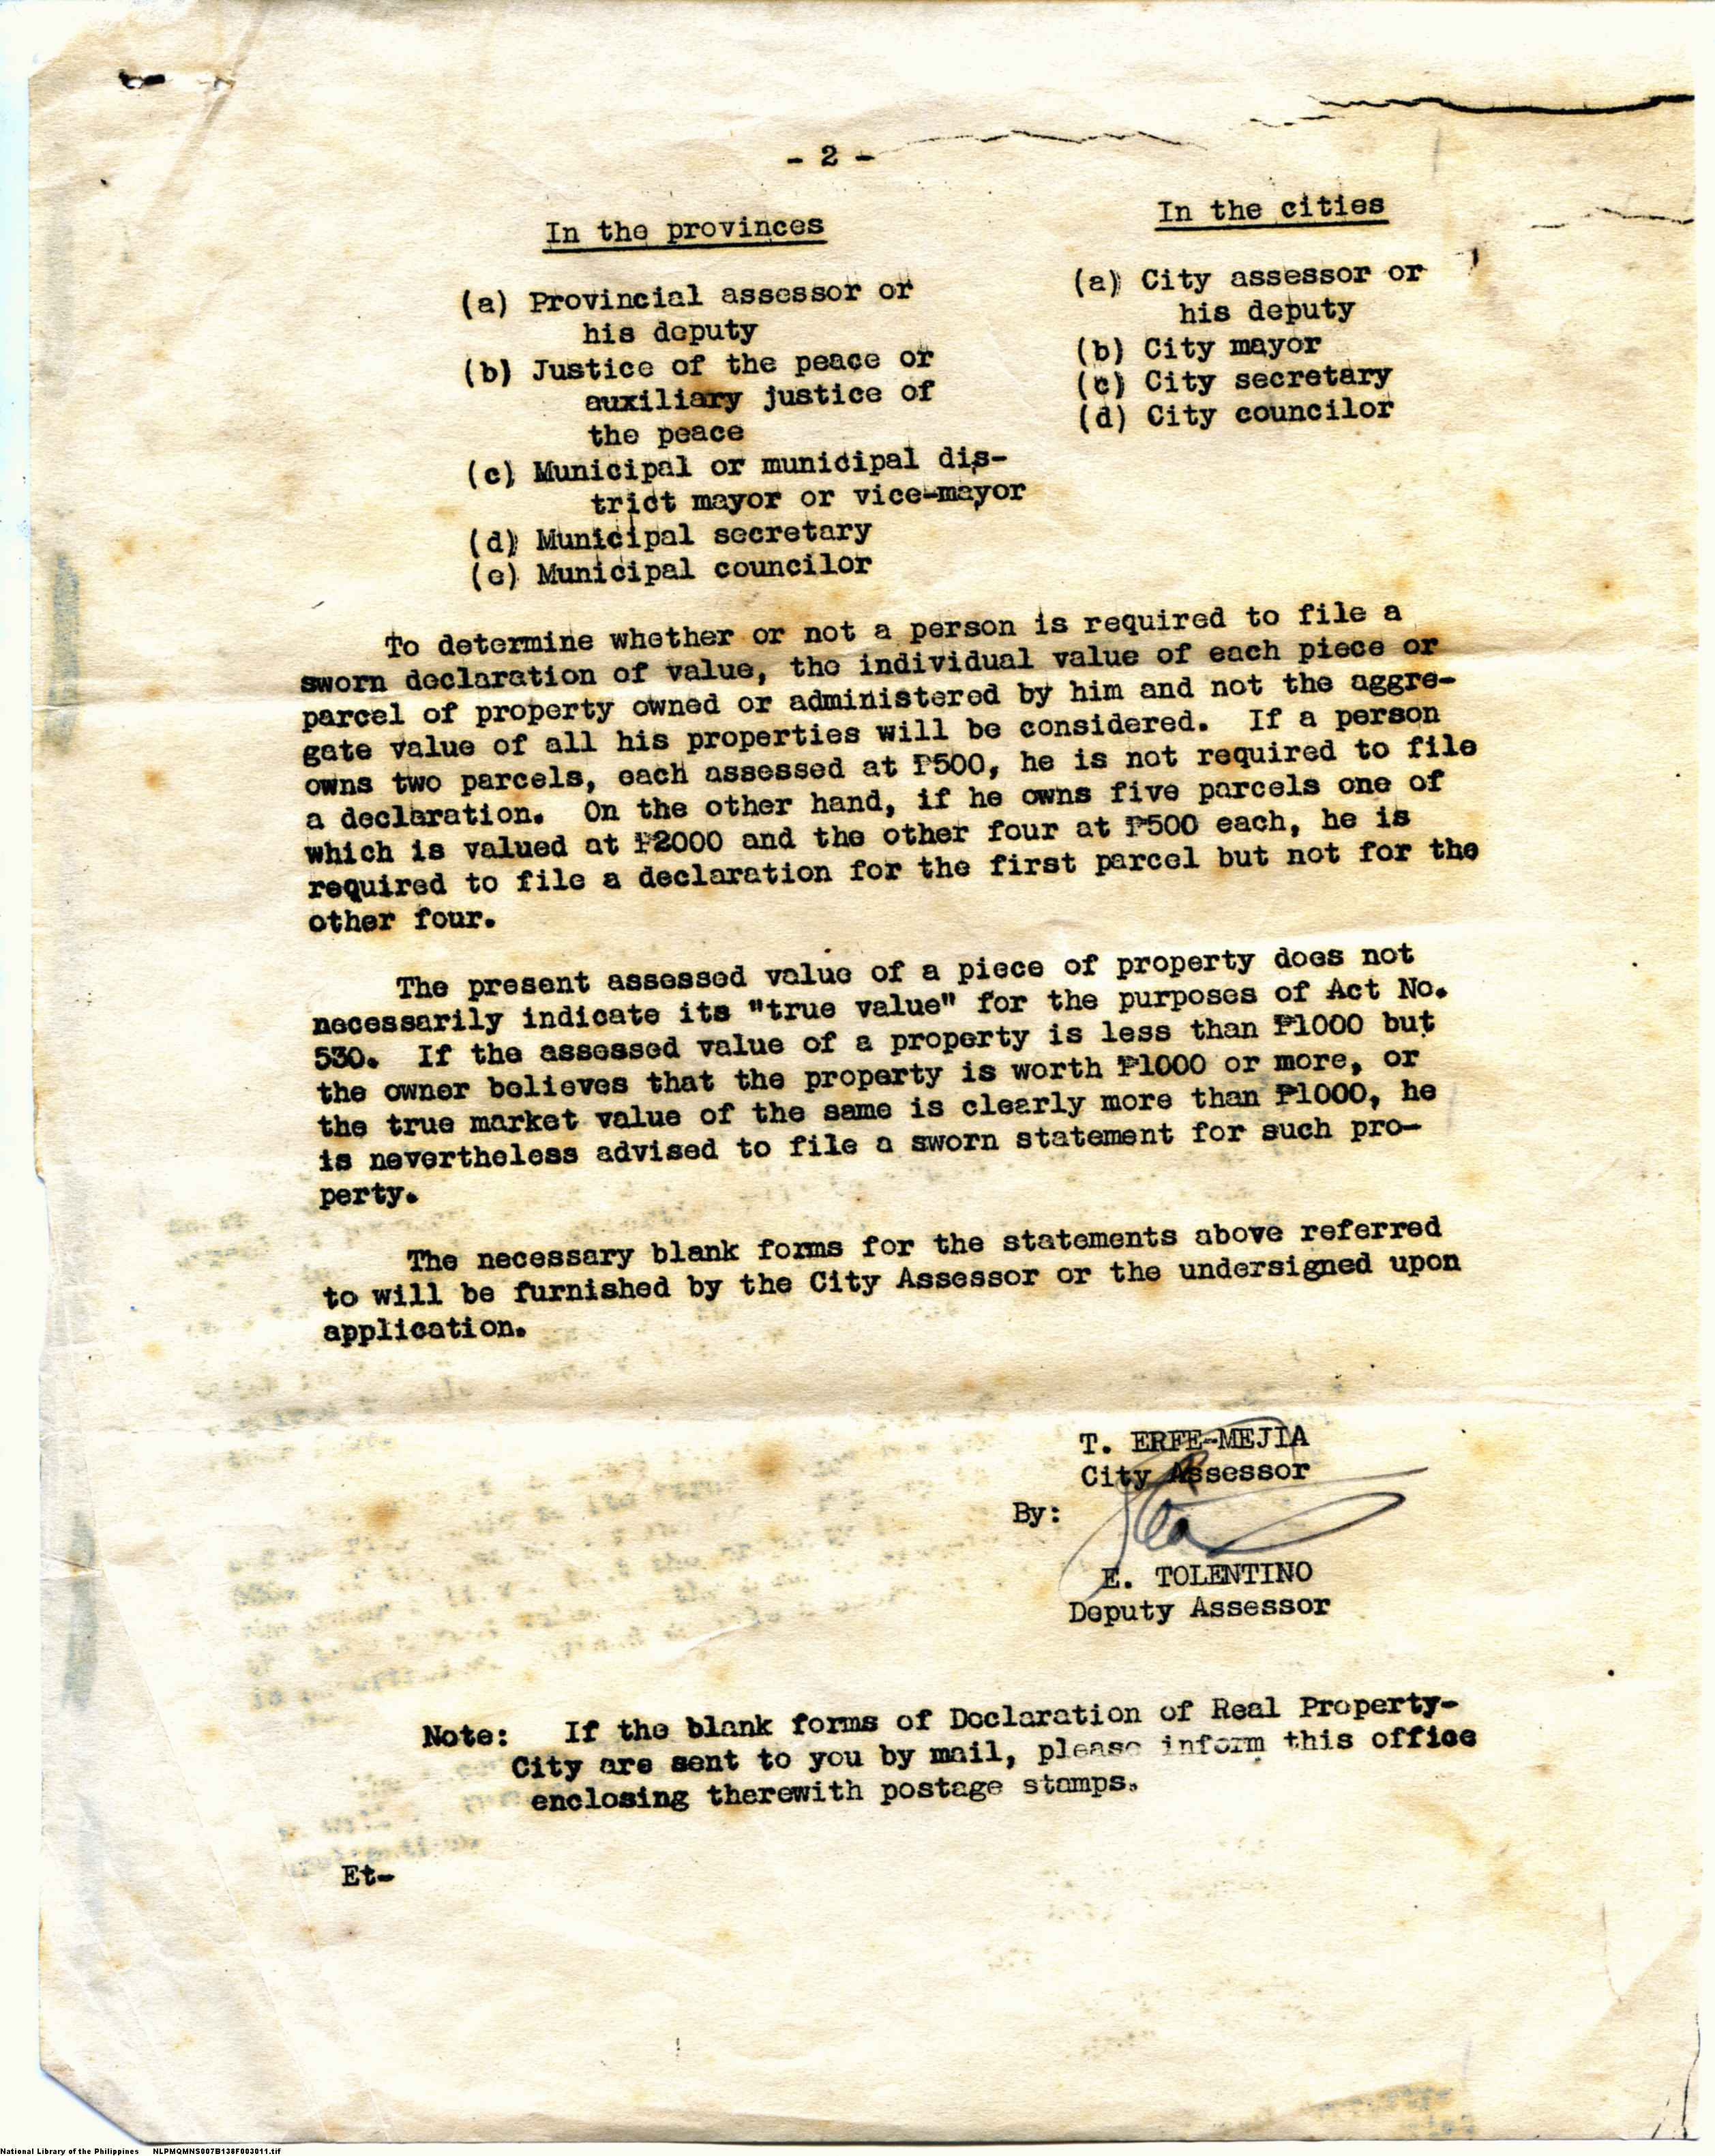 - 2 -
In the provinces
(a) Provincial assessor or
his deputy
(b) Justice of the peace or
auxiliary justice of
the peace
(c) Municipal or municipal dis-
trict mayor or vice-mayor
(d) Municipal secretary
(e) Municipal councilor
In the cities
(a) City assessor or
his deputy
(b) City mayor
(c) City secretary
(d) City councilor
To determine whether or not a person is required to file a
sworn declaration of value, the individual value of each piece or
parcel of property owned or administered by him and not the aggre-
gate value of all his properties will be considered. If a person
owns two parcels, each assessed at ₱500, he is not required to file
a declaration. On the other hand, if he owns five parcels one of
which is valued at ₱2000 and the other four at ₱500 each, he is
required to file a declaration for the first parcel but not for the
other four.
The present assessed value of a piece of property does not
necessarily indicate its "true value" for the purposes of Act No.
530. If the assessed value of a property is less than ₱1000 but
the owner believes that the property is worth ₱1000 or more, or
the true market value of the same is clearly more than ₱1000, he
is nevertheless advised to file a sworn statement for such pro-
perty.
The necessary blank forms for the statements above referred
to will be furnished by the City Assessor or the undersigned upon
application.
T. ERFE-MEJIA
City Assessor
By:
E. TOLENTINO
Deputy Assessor
Note: If the blank forms of Declaration of Real Property-
City are sent to you by mail, please inform this office
enclosing therewith postage stamps.
Et-
National Library of the Philippines NLPMQMNS007B138F003011.tif